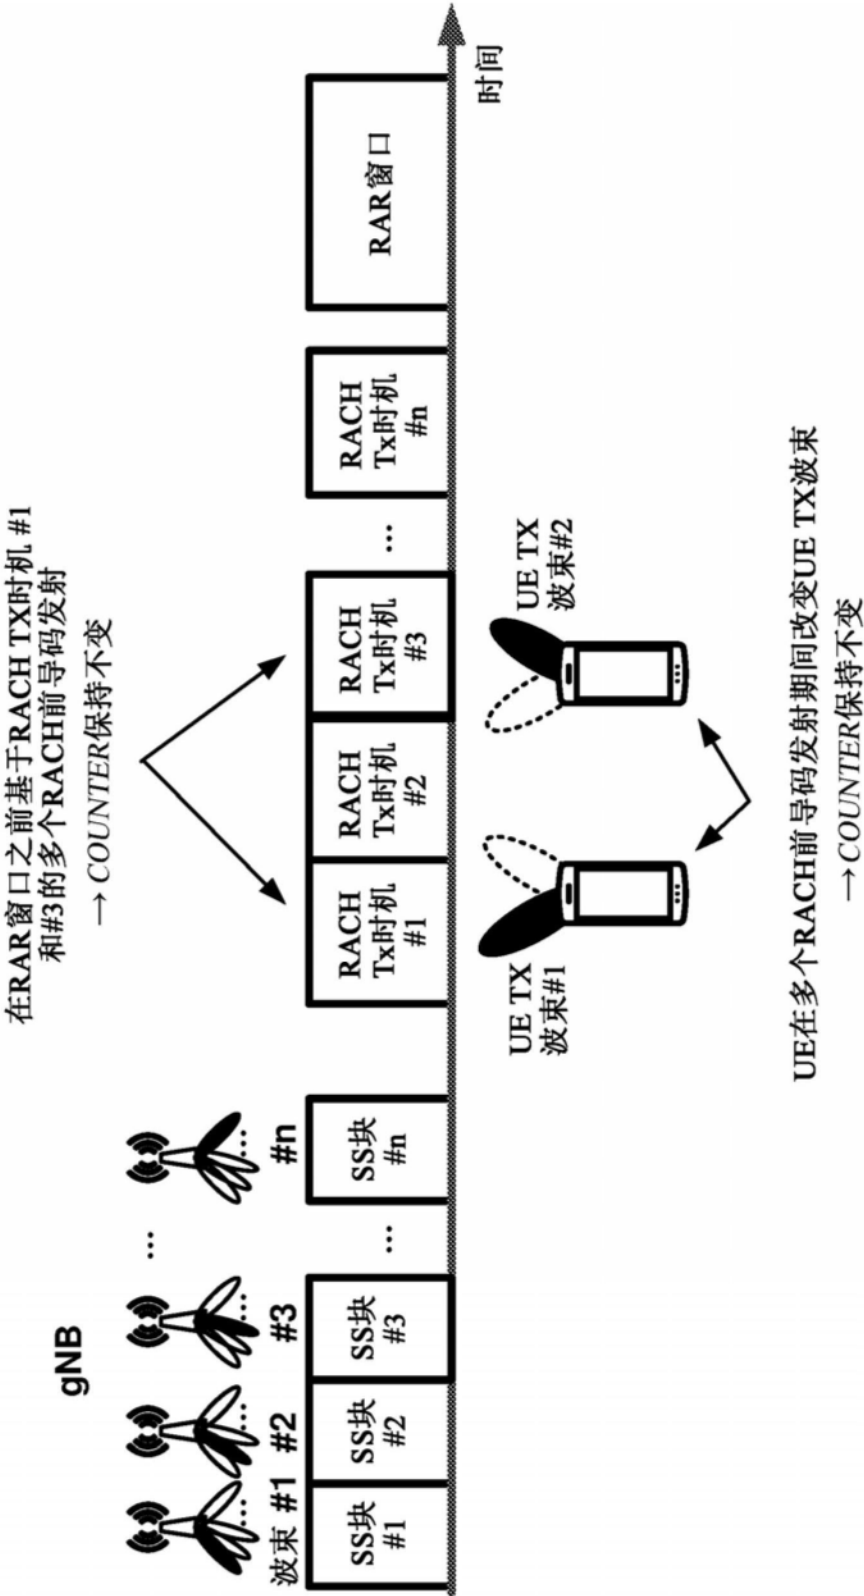 在RAR窗口之前基于RACH TX时机 #1
和#3的多个RACH前导码发射
→COUNTER保持不变
gNB
波束 #1
#2
#3
...
#n
SS块
#1
SS块
#2
SS块
#3
...
SS块
#n
RACH
Tx时机
#1
RACH
Tx时机
#2
RACH
Tx时机
#3
...
RACH
Tx时机
#n
RAR窗口
时间
UE TX
波束#1
UE TX
波束#2
UE在多个RACH前导码发射期间改变UE TX波束
→COUNTER保持不变